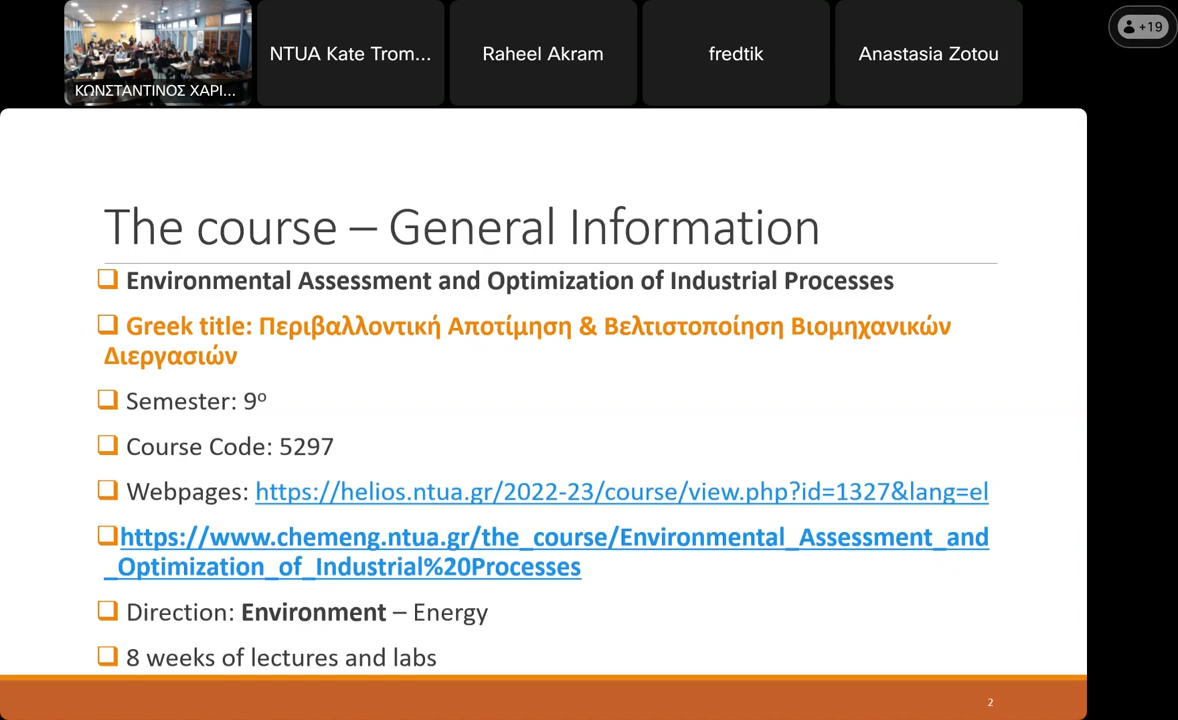 ΚΩΝΣΤΑΝΤΙΝΟΣ ΧΑΡΙ...
NTUA Kate Trom...
Raheel Akram
fredtik
Anastasia Zotou
+19
The course – General Information
Environmental Assessment and Optimization of Industrial Processes
Greek title: Περιβαλλοντική Αποτίμηση & Βελτιστοποίηση Βιομηχανικών
Διεργασιών
Semester: 9º
Course Code: 5297
Webpages: https://helios.ntua.gr/2022-23/course/view.php?id=1327&lang=el
https://www.chemeng.ntua.gr/the_course/Environmental_Assessment_and
_Optimization_of_Industrial%20Processes
Direction: Environment – Energy
8 weeks of lectures and labs
2